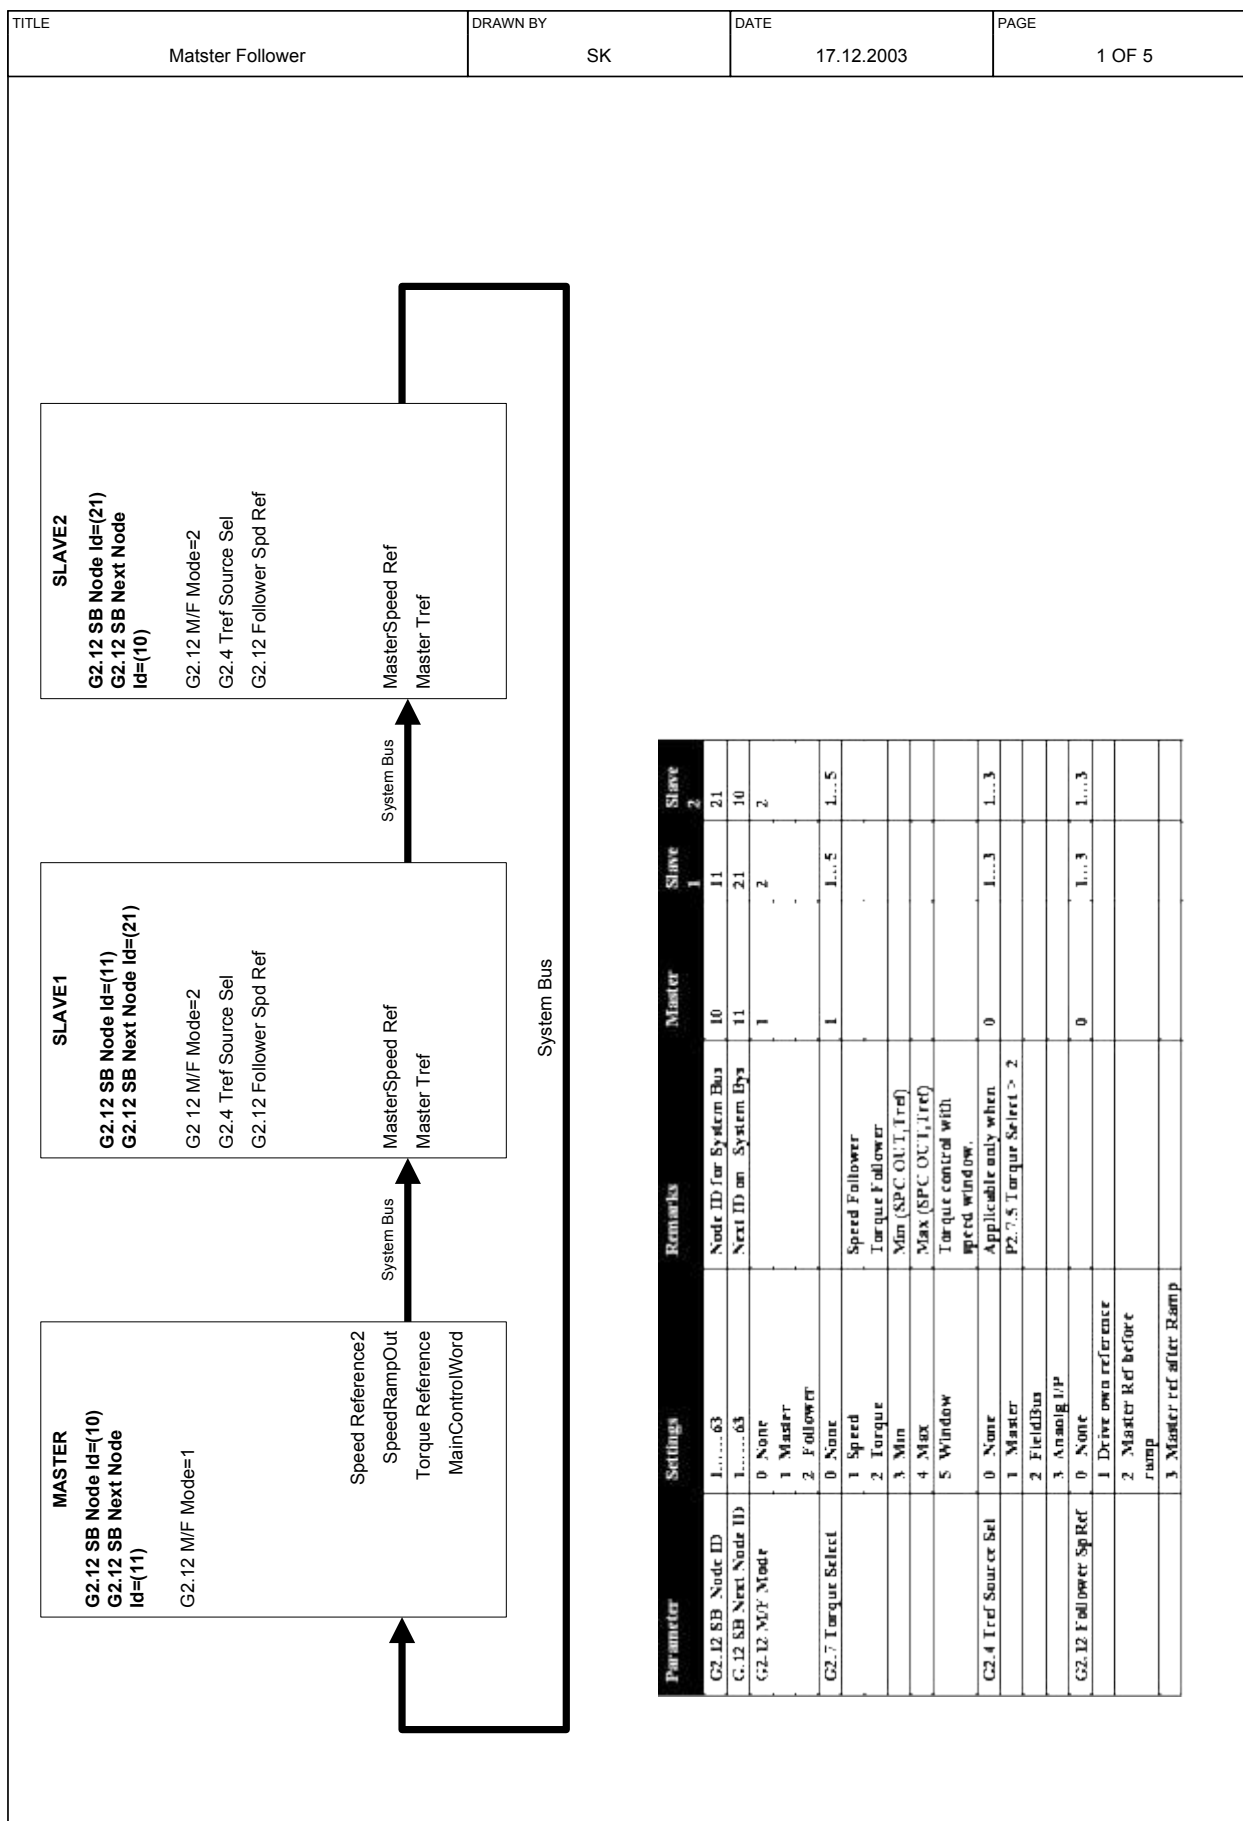 TITLE
Matster Follower
DRAWN BY
SK
DATE
17.12.2003
PAGE
1 OF 5
MASTER
G2.12 SB Node Id=(10)
G2.12 SB Next Node
Id=(11)
G2.12 M/F Mode=1
Speed Reference2
SpeedRampOut
Torque Reference
MainControlWord
System Bus
SLAVE1
G2.12 SB Node Id=(11)
G2.12 SB Next Node Id=(21)
G2 12 M/F Mode=2
G2.4 Tref Source Sel
G2.12 Follower Spd Ref
MasterSpeed Ref
Master Tref
System Bus
SLAVE2
G2.12 SB Node Id=(21)
G2.12 SB Next Node
Id=(10)
G2.12 M/F Mode=2
G2.4 Tref Source Sel
G2.12 Follower Spd Ref
MasterSpeed Ref
Master Tref
System Bus
Parameter Settings Remarks Master Slave 1 Slave 2
G2.12 SB Node ID 1......63 Node ID for System Bus 10 11 21
G.12 SB Next Node ID 1......63 Next ID on System Bys 11 21 10
G2-12 M/F Mode 0 None 1 2 2
1 Master
2 Follower
G2.7 Torque Select 0 None 1 1...5 1...5
1 Speed Speed Follower
2 Torque Torque Follower
3 Min Min (SPC OUT,Tref)
4 Max Max (SPC OUT,Tref)
5 Window Torque control with
speed window.
G2.4 Tref Source Sel 0 None Applicable only when 0 1...3 1...3
1 Master P2.7.5 Torque Select > 2
2 FieldBus
3 Anaolg I/P
G2.12 Follower Sp Ref 0 None 0 1...3 1...3
1 Drive own reference
2 Master Ref before
ramp
3 Master ref after Ramp